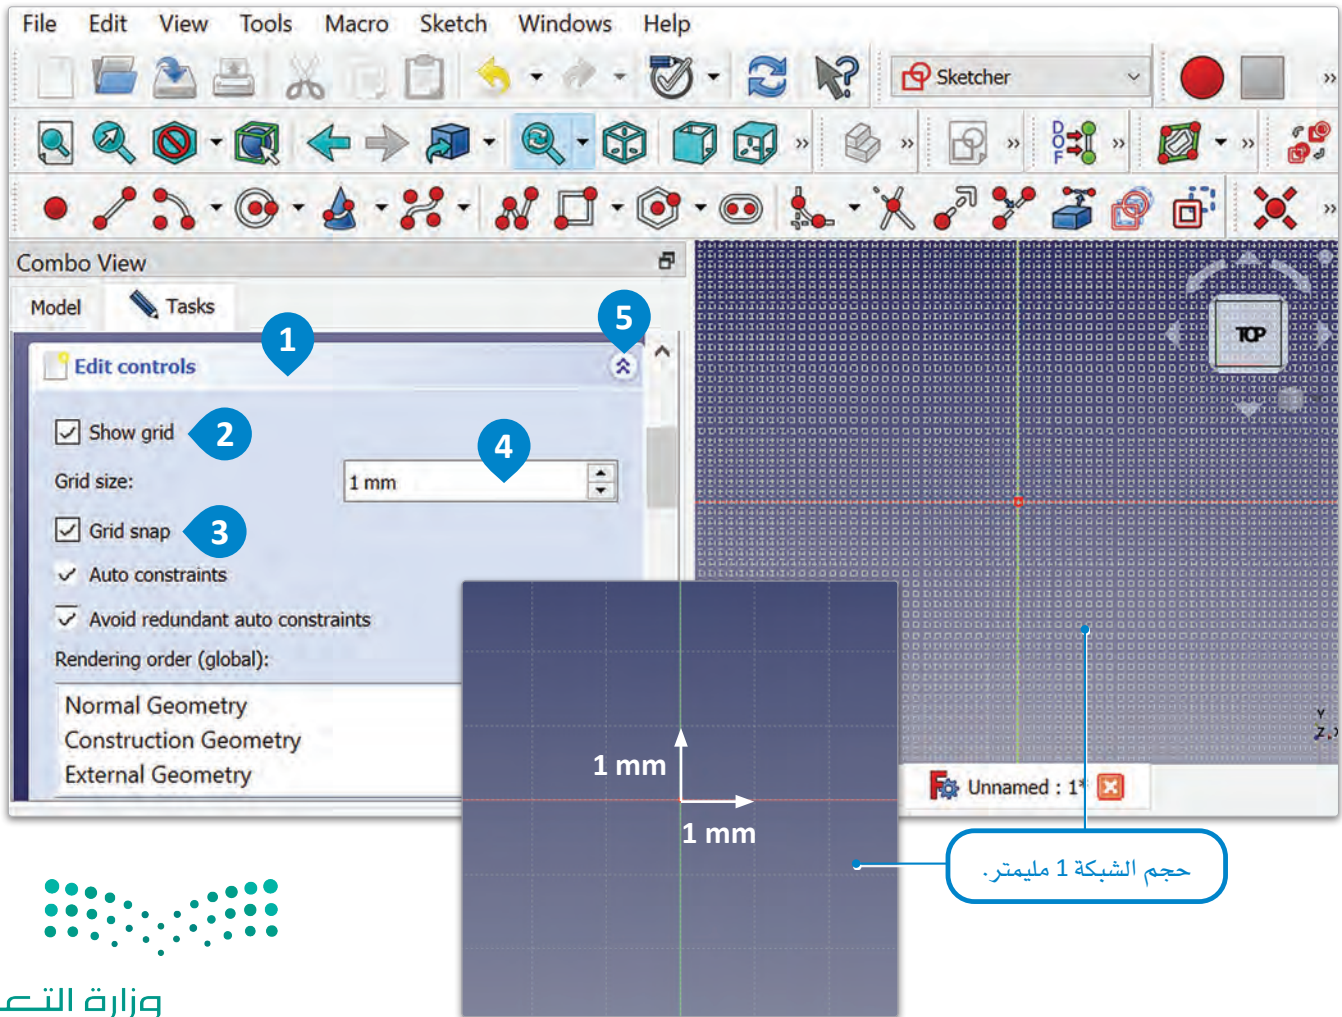 File Edit View Tools Macro Sketch Windows Help
Sketcher
DOF
Combo View
Model Tasks
1
5
Edit controls
TOP
Show grid 2
4
Grid size: 1 mm
Grid snap 3
Auto constraints
Avoid redundant auto constraints
Rendering order (global):
Normal Geometry
Construction Geometry
External Geometry
Y
Z
1 mm
1 mm
Unnamed : 1*
حجم الشبكة 1 مليمتر.
وزارة